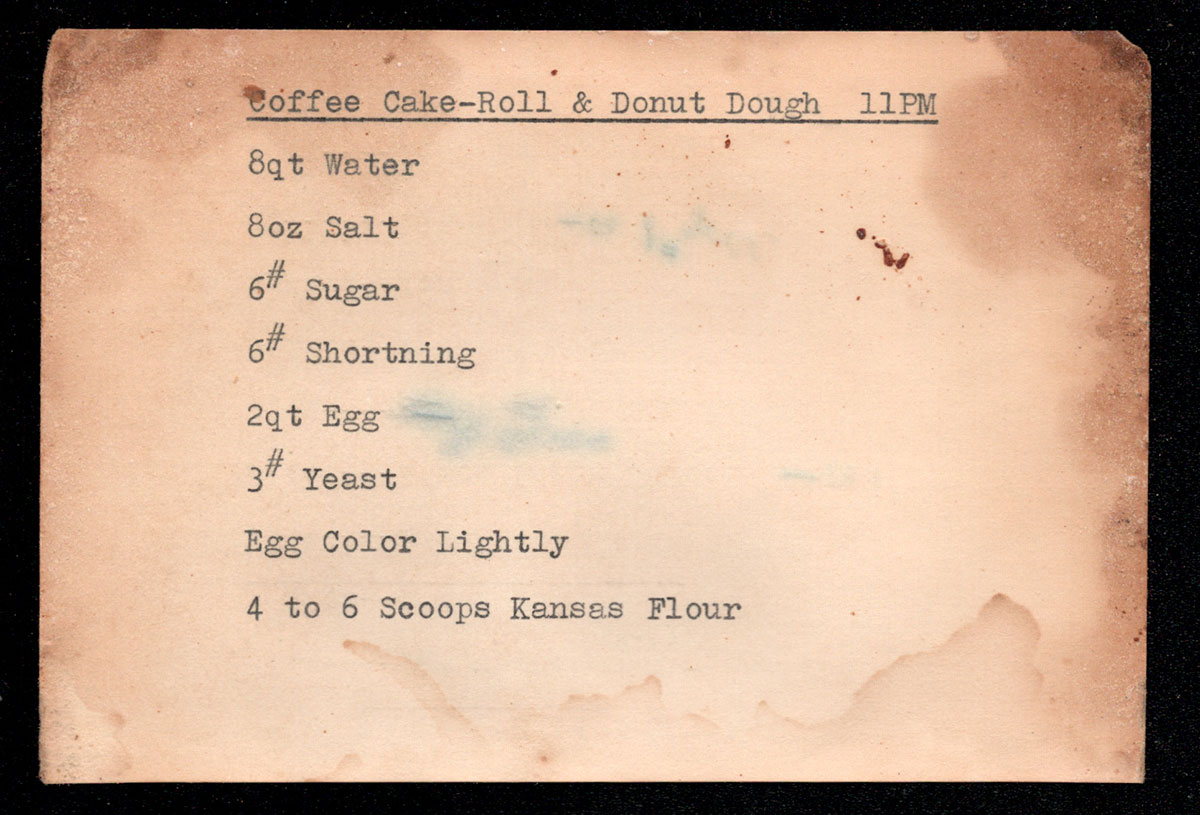 Coffee Cake-Roll & Donut Dough 11PM
8qt Water
8oz Salt
6# Sugar
6# Shortning
2qt Egg
3# Yeast
Egg Color Lightly
4 to 6 Scoops Kansas Flour